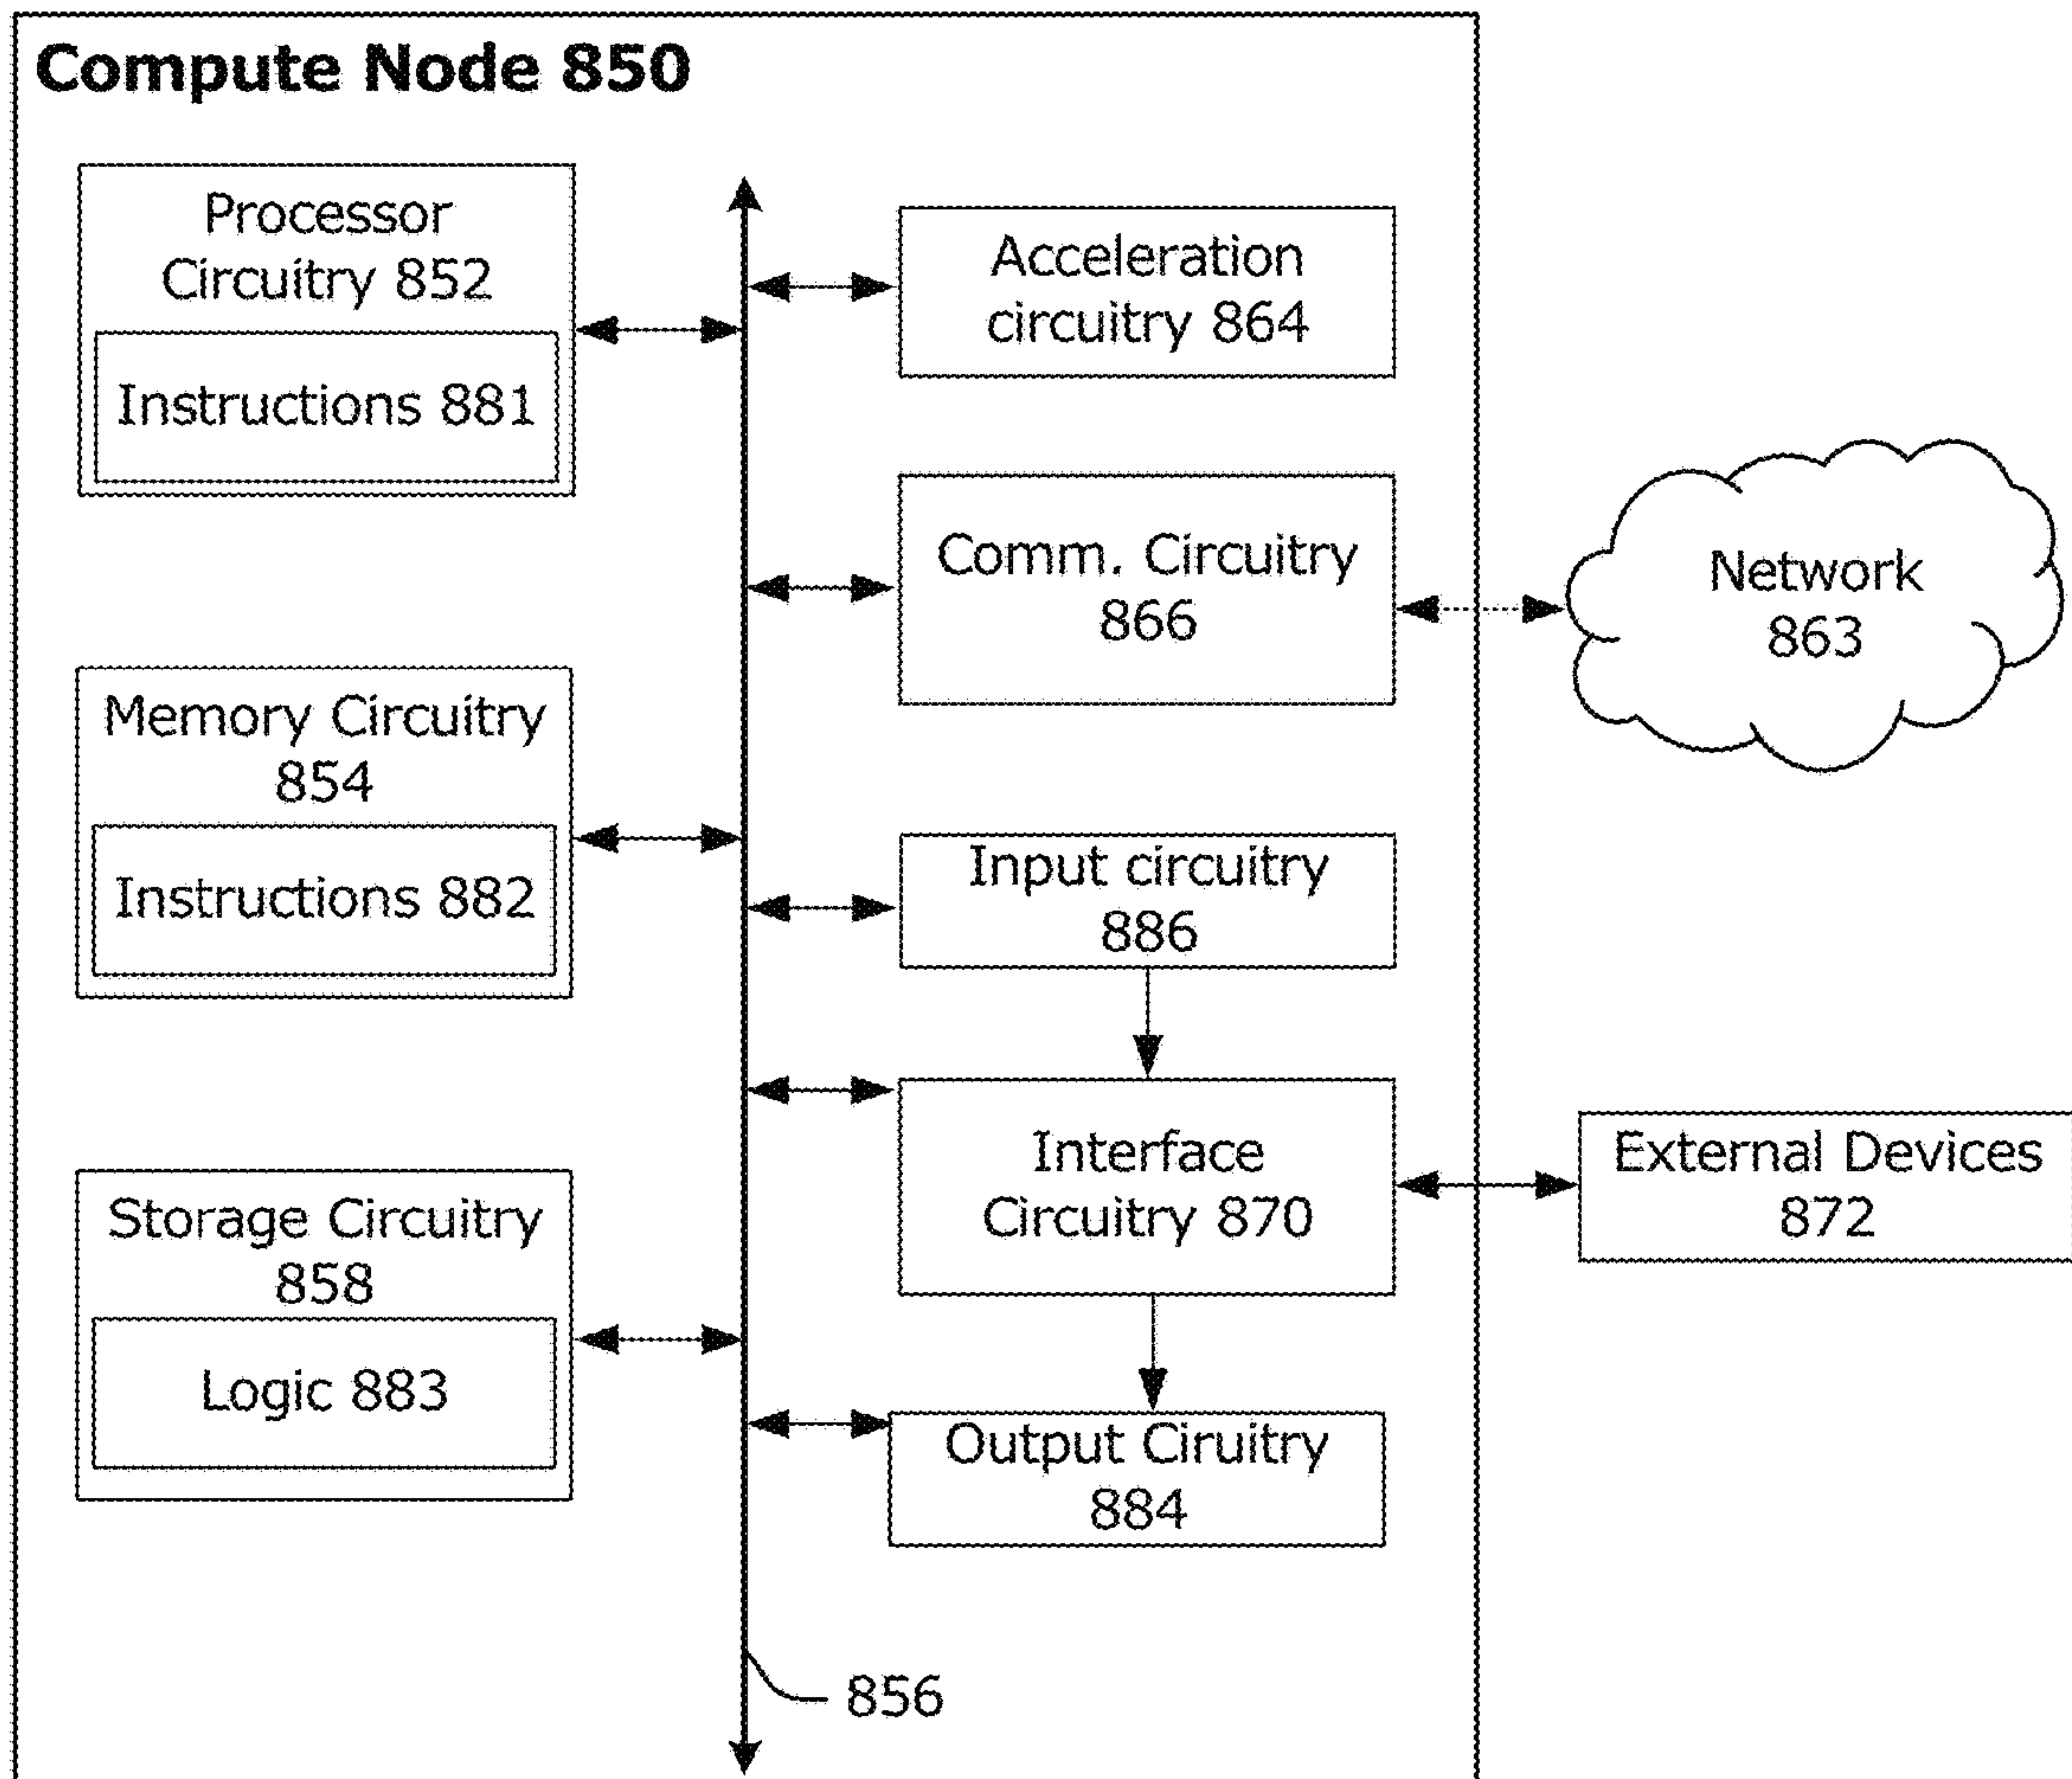 Compute Node 850
Processor
Circuitry 852
Instructions 881
Memory Circuitry
854
Instructions 882
Storage Circuitry
858
Logic 883
Acceleration
circuitry 864
Comm. Circuitry
866
Input circuitry
886
Interface
Circuitry 870
Output Ciruitry
884
856
Network
863
External Devices
872